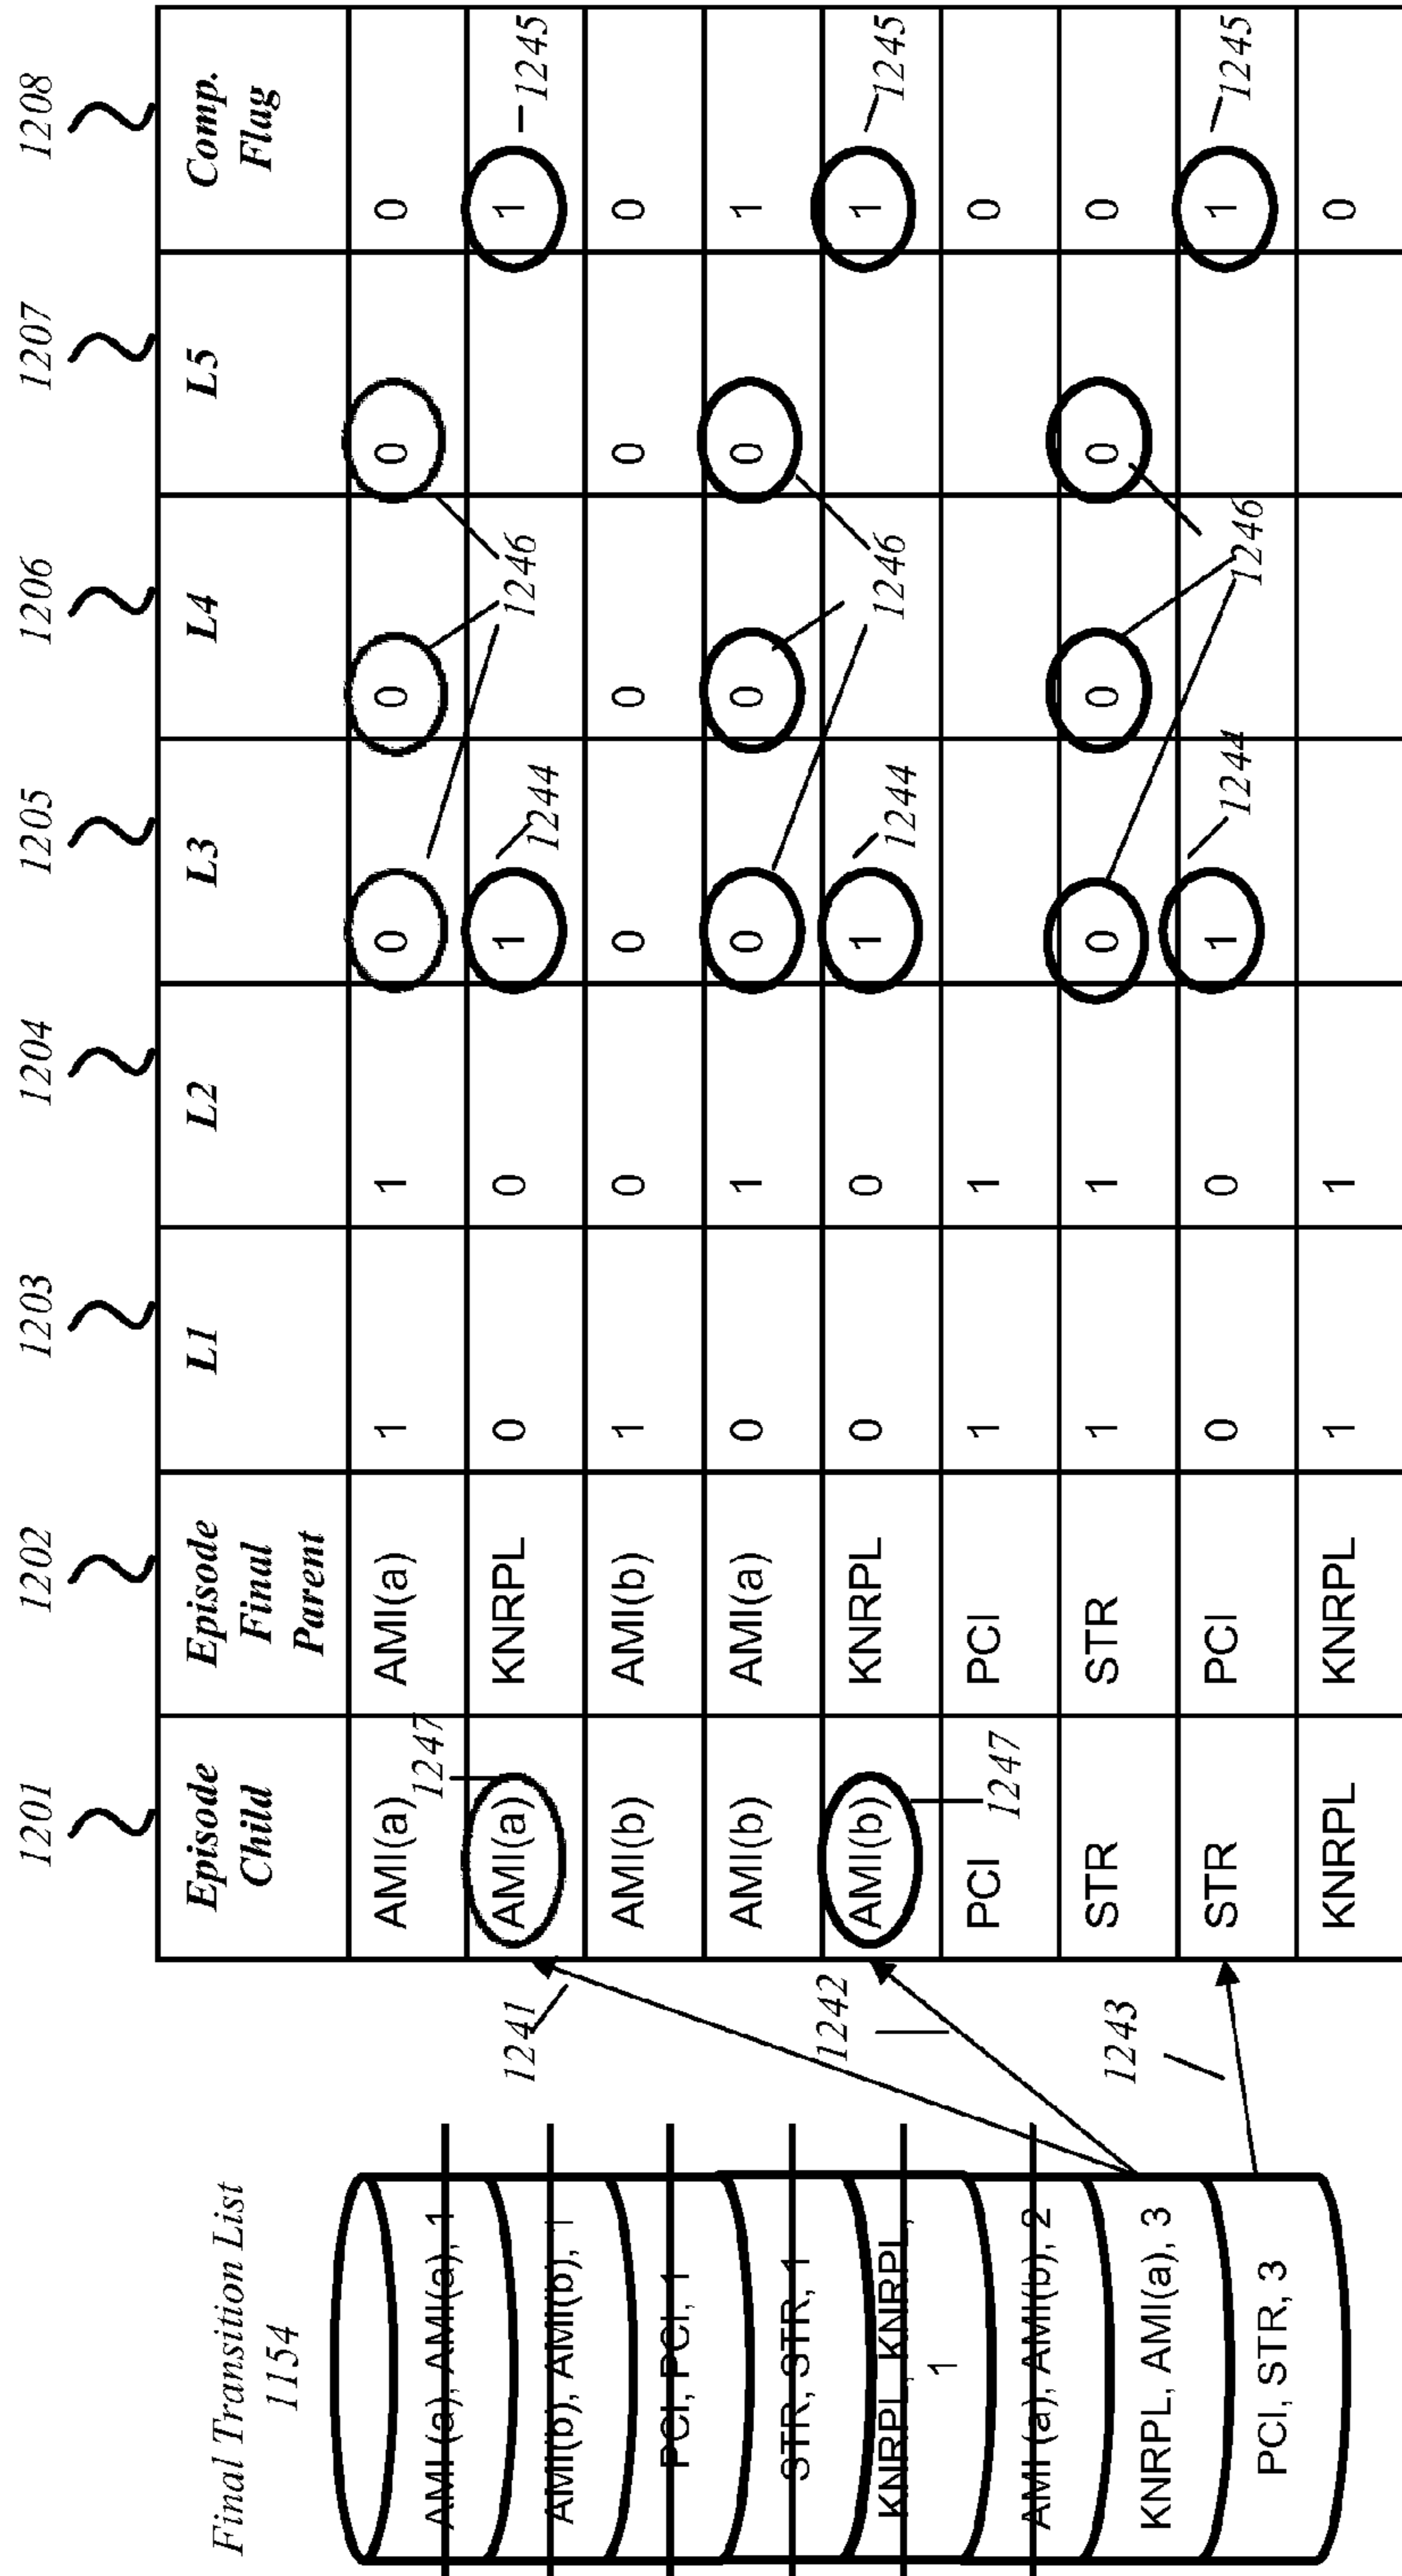 1201
1202
1203
1204
1205
1206
1207
1208
Episode Child
Episode Final Parent
L1
L2
L3
L4
L5
Comp. Flag
AMI(a) AMI(a) 1 1 0 0 0 0
AMI(a) KNRPL 0 0 1 1
AMI(b) AMI(b) 1 0 0 0 0 0
AMI(b) AMI(a) 0 1 0 0 0 1
AMI(b) KNRPL 0 0 1 1
PCI PCI 1 1 0
STR STR 1 1 0 0 0 0
STR PCI 0 0 1 1
KNRPL KNRPL 1 1 0
1247
1247
1246
1246
1246
1244
1244
1244
1245
1245
1245
1241
1242
1243
Final Transition List
1154
AMI (a), AMI(a), 1
AMI(b), AMI(b), 1
PCI, PCI, 1
STR, STR, 1
KNRPL, KNRPL,
1
AMI (a), AMI(b), 2
KNRPL, AMI(a), 3
PCI, STR, 3